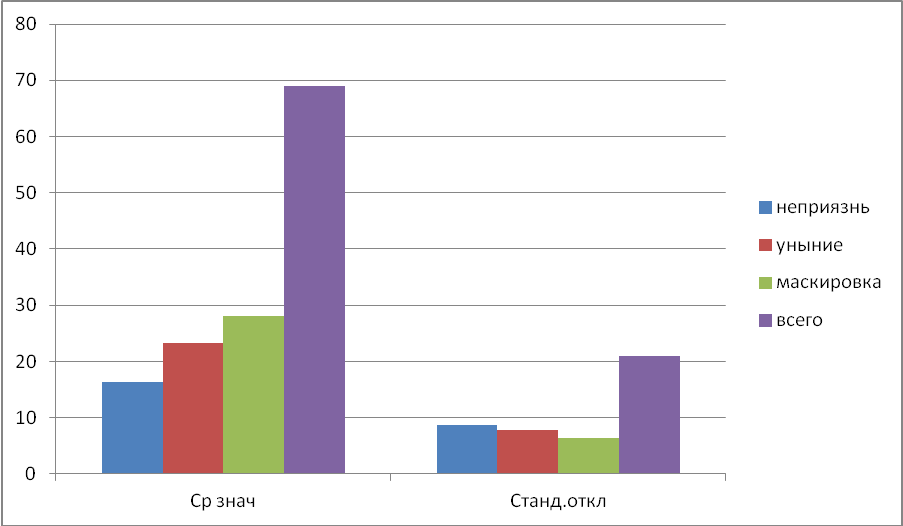 80
70
60
50
40
30
20
10
0
Ср знач
Станд.откл
неприязнь
уныние
маскировка
всего